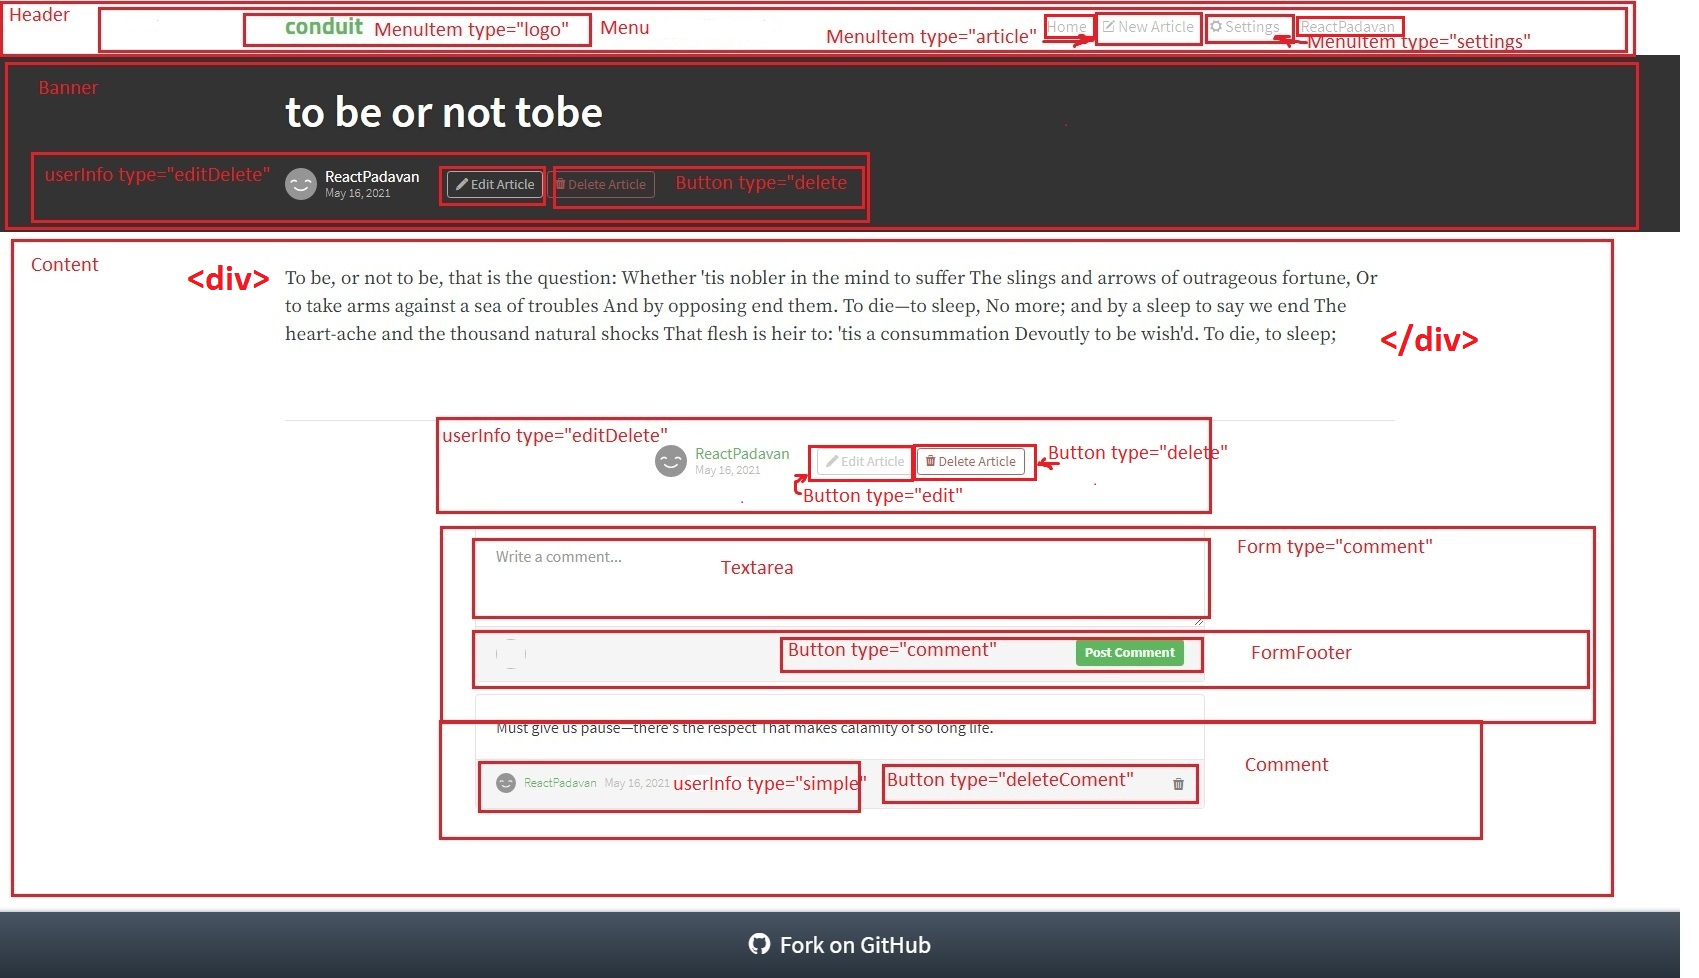 Header
conduit MenuItem type="logo" Menu
MenuItem type="article" Home New Article Settings ReactPadavan
MenuItem type="settings"
Banner
to be or not tobe
userInfo type="editDelete" ReactPadavan Edit Article Delete Article Button type="delete
May 16, 2021
Content
<div> To be, or not to be, that is the question: Whether 'tis nobler in the mind to suffer The slings and arrows of outrageous fortune, Or
to take arms against a sea of troubles And by opposing end them. To die—to sleep, No more; and by a sleep to say we end The
heart-ache and the thousand natural shocks That flesh is heir to: 'tis a consummation Devoutly to be wish'd. To die, to sleep; </div>
userInfo type="editDelete"
ReactPadavan Edit Article Delete Article Button type="delete"
May 16, 2021
Button type="edit"
Write a comment... Form type="comment"
Textarea
Button type="comment" Post Comment FormFooter
Must give us pause—there's the respect That makes calamity of so long life.
Comment
ReactPadavan May 16, 2021 userInfo type="simple" Button type="deleteComent"
Fork on GitHub